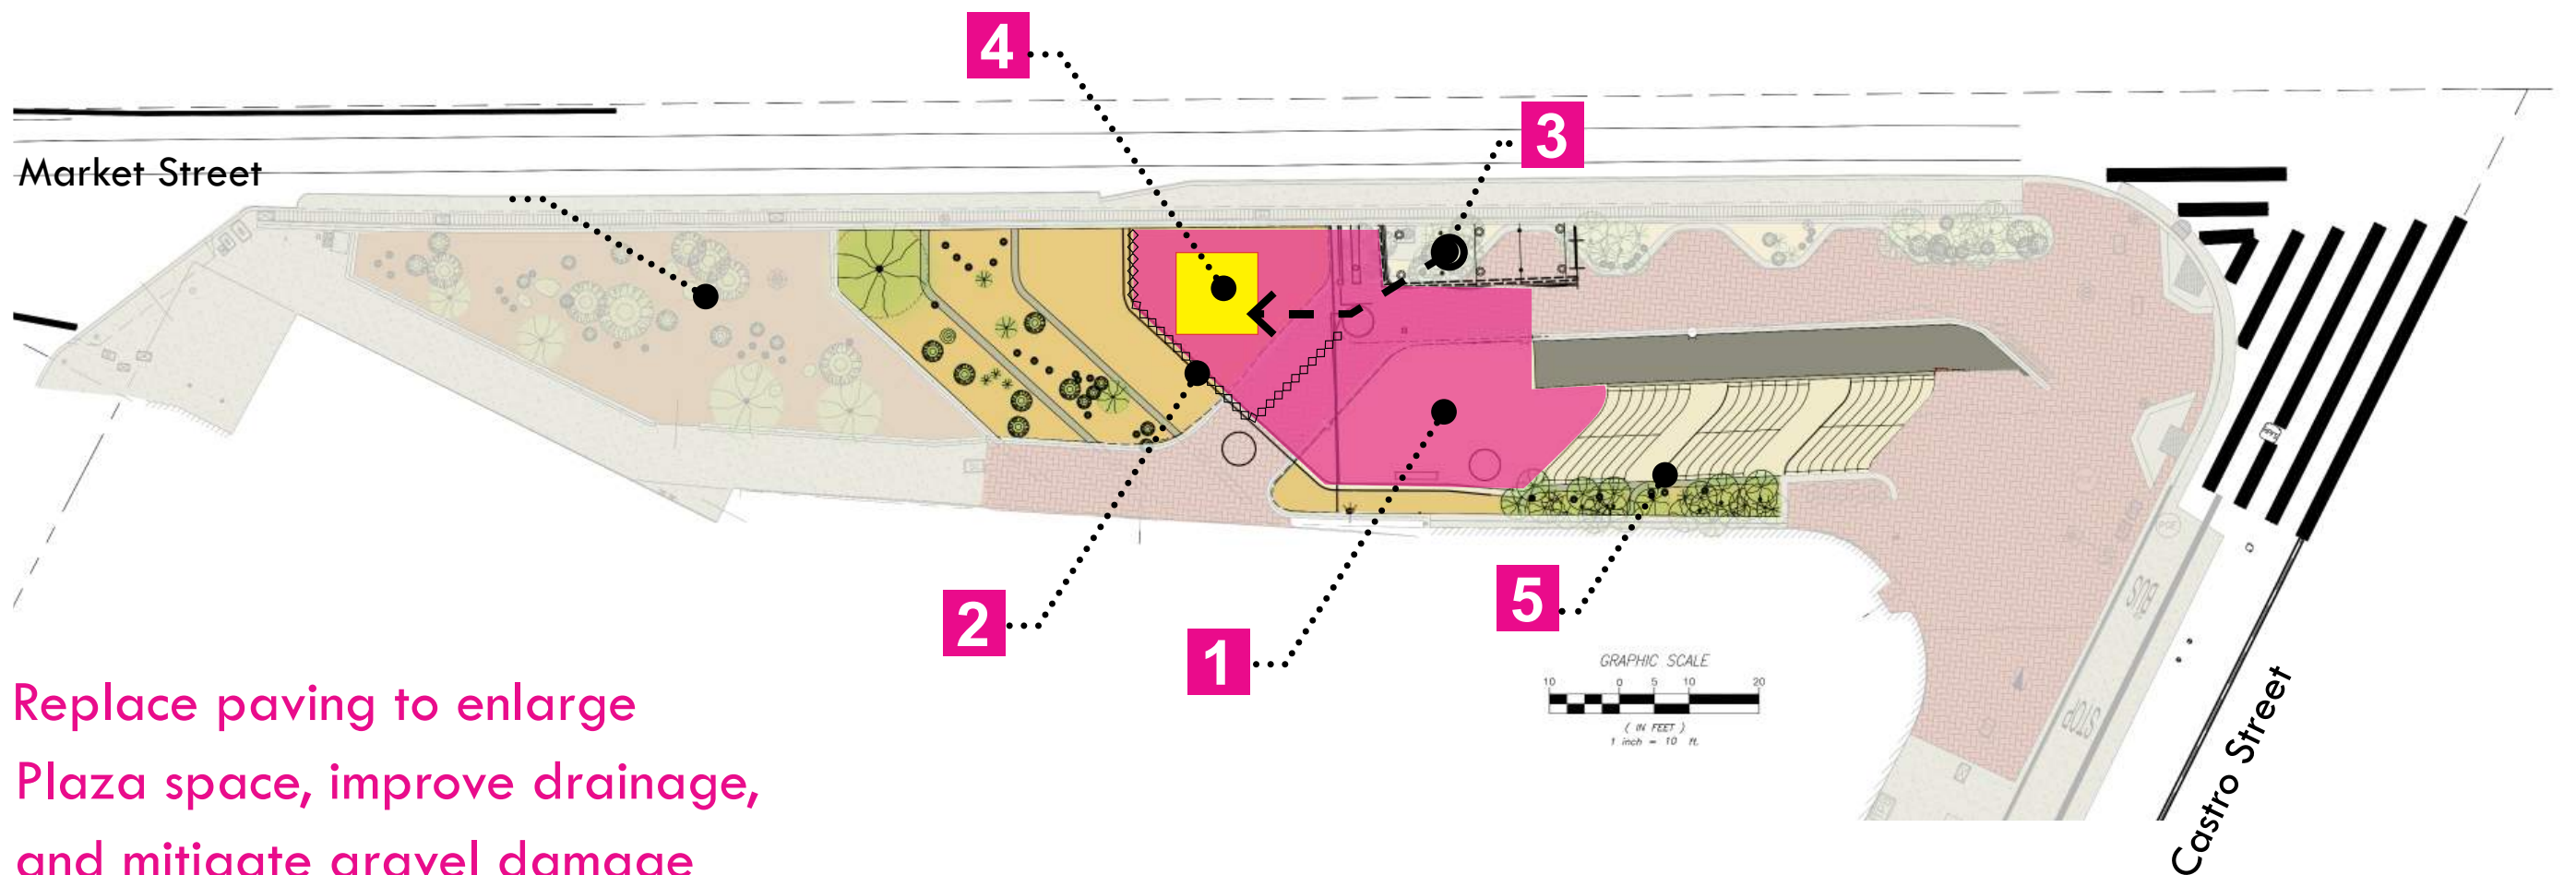 4
3
Market Street
2
1
5
GRAPHIC SCALE
10 0 5 10 20
( IN FEET )
1 inch = 10 ft.
BUS
STOP
Castro Street
Replace paving to enlarge
Plaza space, improve drainage,
and mitigate gravel damage